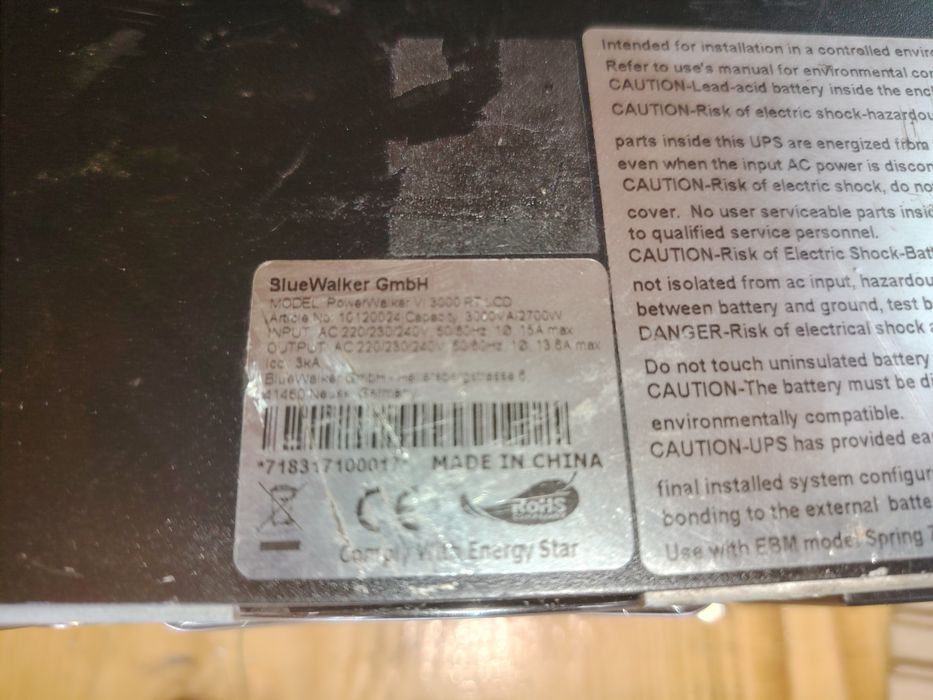 BlueWalker GmbH
MODEL: PowerWalker VI 3000 RT LCD
Article No: 10120024 Capacity: 3000VA/2700W
INPUT: AC 220/230/240V, 50/60Hz, 1Ø, 15A max
OUTPUT: AC 220/230/240V, 50/60Hz, 1Ø, 13.6A max
Icc: 3kA
BlueWalker GmbH - 6
41460 Neuss, German
*7183171000017 MADE IN CHINA
CE RoHS
Comply With Energy Star
Intended for installation in a controlled envir
Refer to use's manual for environmental con
CAUTION-Lead-acid battery inside the encl
CAUTION-Risk of electric shock-hazardou
parts inside this UPS are energized from
even when the input AC power is discon
CAUTION-Risk of electric shock, do no
cover. No user serviceable parts insid
to qualified service personnel.
CAUTION-Risk of Electric Shock-Batt
not isolated from ac input, hazardou
between battery and ground, test b
DANGER-Risk of electrical shock a
Do not touch uninsulated battery
CAUTION-The battery must be di
environmentally compatible.
CAUTION-UPS has provided ea
final installed system configur
bonding to the external batte
Use with EBM model Spring 7